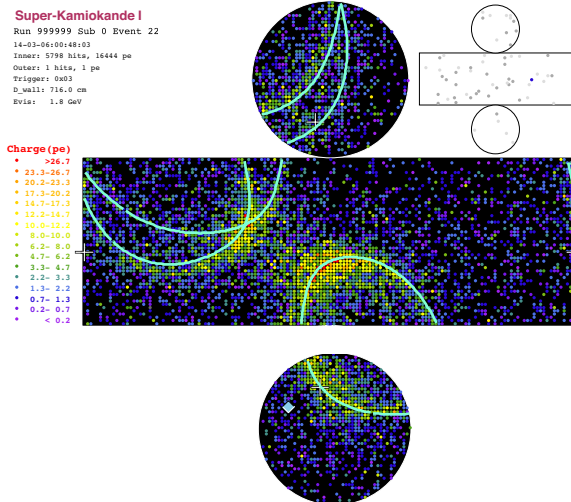 Super-Kamiokande I
Run 999999 Sub 0 Event 22
14-03-06:00:48:03
Inner: 5798 hits, 16444 pe
Outer: 1 hits, 1 pe
Trigger: 0x03
D_wall: 716.0 cm
Evis: 1.8 GeV
Charge(pe)
>26.7
23.3-26.7
20.2-23.3
17.3-20.2
14.7-17.3
12.2-14.7
10.0-12.2
8.0-10.0
6.2- 8.0
4.7- 6.2
3.3- 4.7
2.2- 3.3
1.3- 2.2
0.7- 1.3
0.2- 0.7
< 0.2